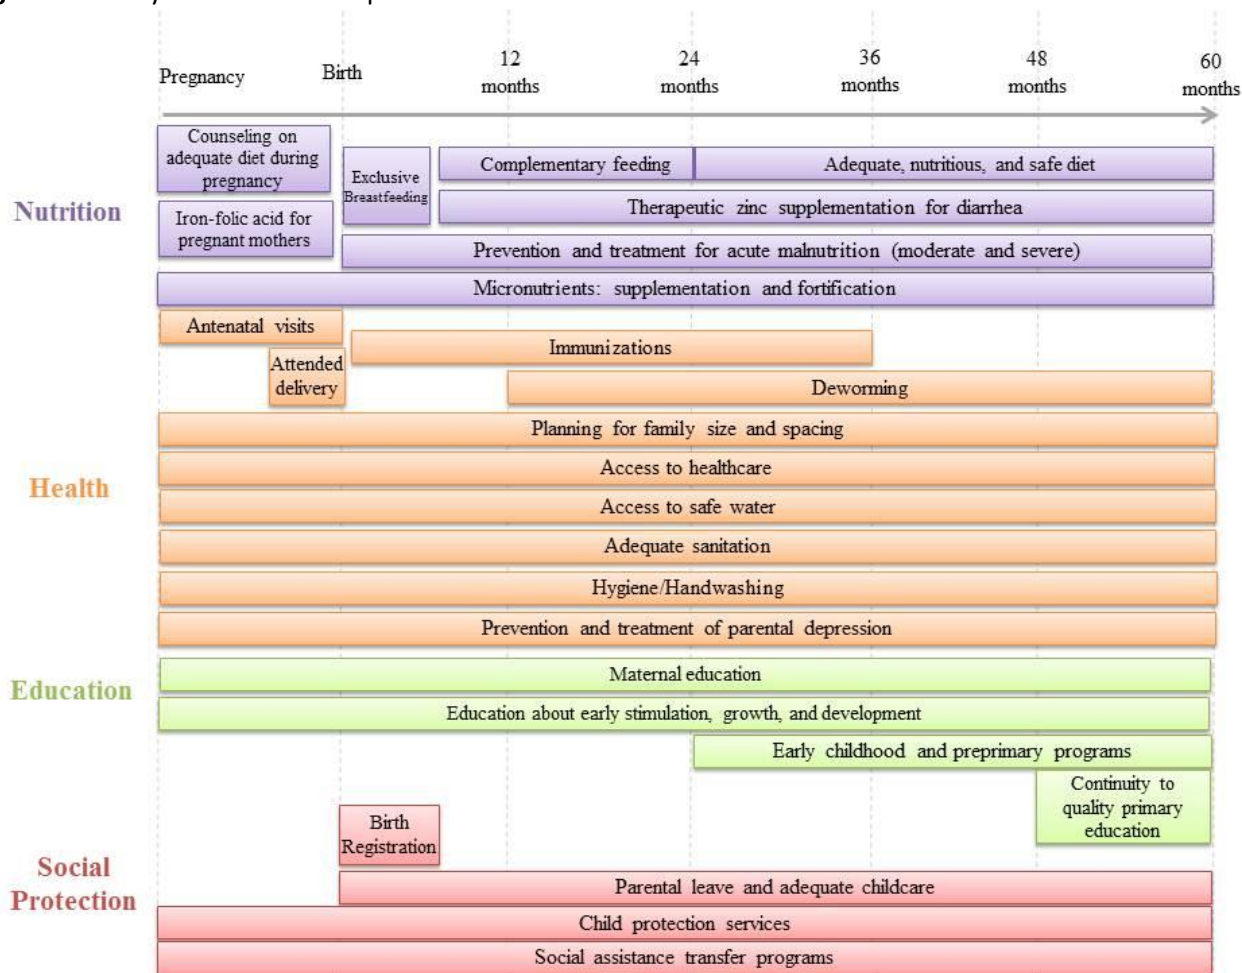 Pregnancy
Birth
12
months
24
months
36
months
48
months
60
months
Nutrition
Counseling on
adequate diet during
pregnancy
Iron-folic acid for
pregnant mothers
Exclusive
Breastfeeding
Complementary feeding
Adequate, nutritious, and safe diet
Therapeutic zinc supplementation for diarrhea
Prevention and treatment for acute malnutrition (moderate and severe)
Micronutrients: supplementation and fortification
Health
Antenatal visits
Attended
delivery
Immunizations
Deworming
Planning for family size and spacing
Access to healthcare
Access to safe water
Adequate sanitation
Hygiene/Handwashing
Prevention and treatment of parental depression
Education
Maternal education
Education about early stimulation, growth, and development
Early childhood and preprimary programs
Continuity to
quality primary
education
Social
Protection
Birth
Registration
Parental leave and adequate childcare
Child protection services
Social assistance transfer programs